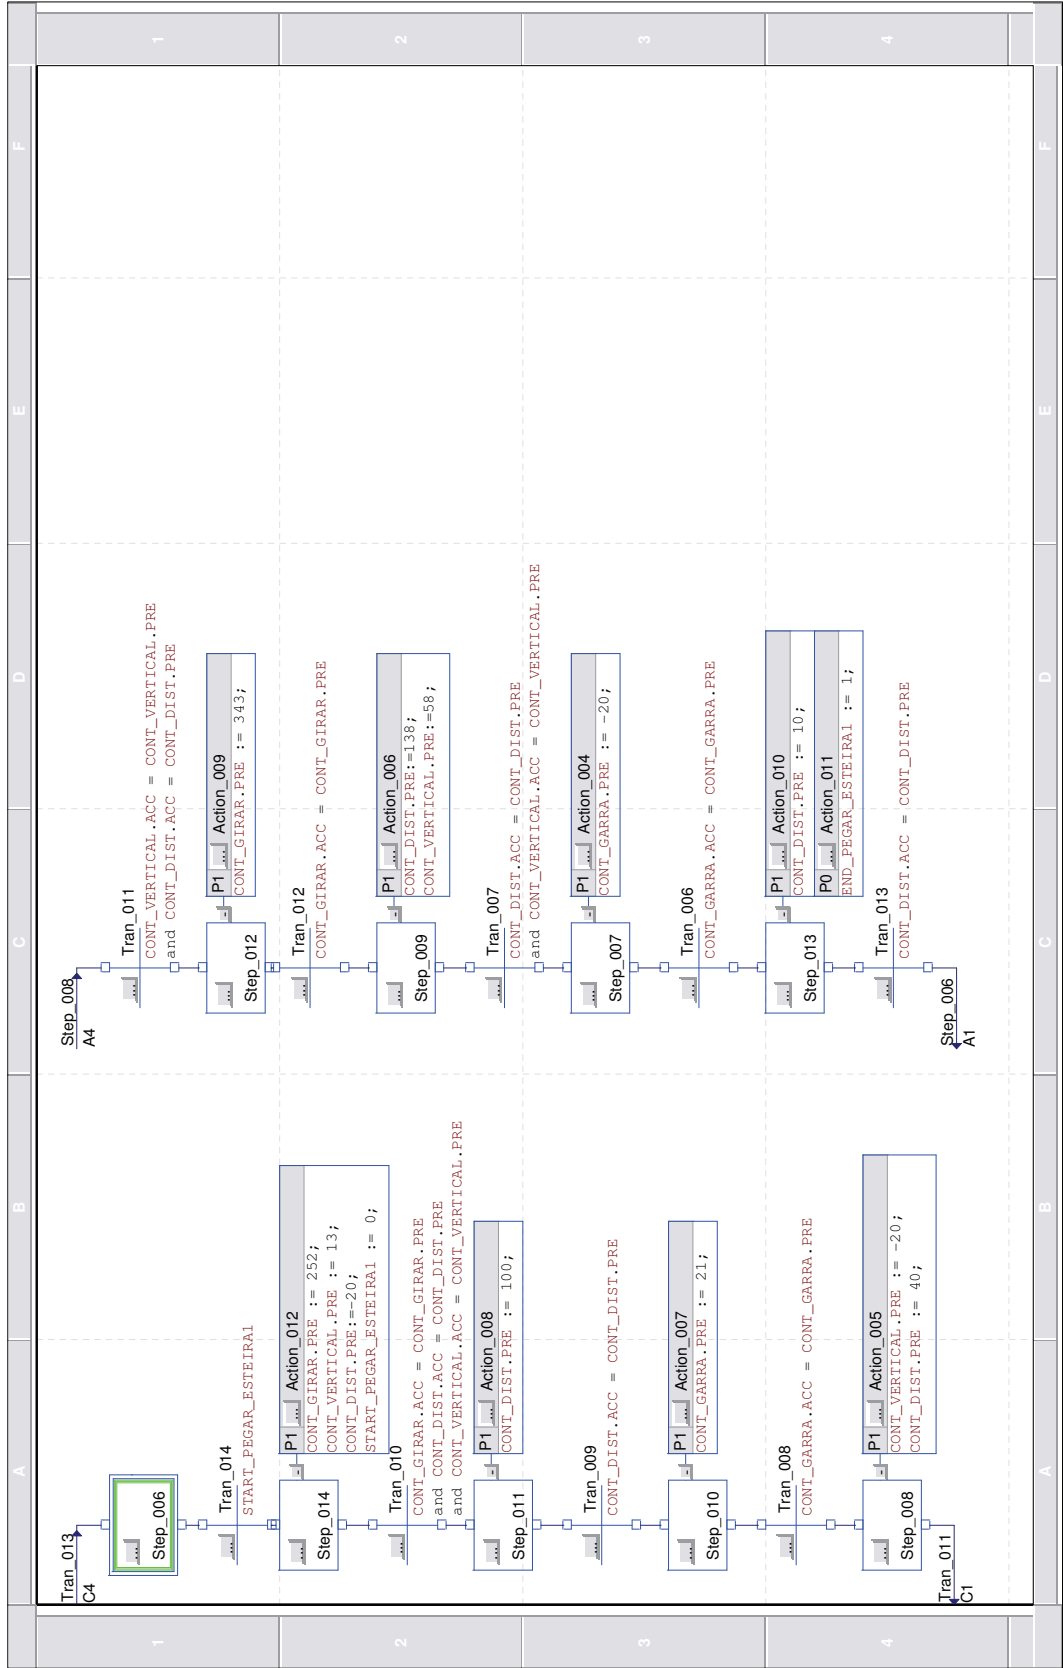 1
2
3
4
F
E
D
C
B
A
Tran_013
C4
Step_006
Tran_014
START_PEGAR_ESTEIRA1
Step_014
P1 ... Action_012
CONT_GIRAR.PRE := 252;
CONT_VERTICAL.PRE := 13;
CONT_DIST.PRE:=-20;
START_PEGAR_ESTEIRA1 := 0;
Tran_010
CONT_GIRAR.ACC = CONT_GIRAR.PRE
and CONT_DIST.ACC = CONT_DIST.PRE
and CONT_VERTICAL.ACC = CONT_VERTICAL.PRE
Step_011
P1 ... Action_008
CONT_DIST.PRE := 100;
Tran_009
CONT_DIST.ACC = CONT_DIST.PRE
Step_010
P1 ... Action_007
CONT_GARRA.PRE := 21;
Tran_008
CONT_GARRA.ACC = CONT_GARRA.PRE
Step_008
P1 ... Action_005
CONT_VERTICAL.PRE := -20;
CONT_DIST.PRE := 40;
Tran_011
C1
Step_008
A4
Tran_011
CONT_VERTICAL.ACC = CONT_VERTICAL.PRE
and CONT_DIST.ACC = CONT_DIST.PRE
Step_012
P1 ... Action_009
CONT_GIRAR.PRE := 343;
Tran_012
CONT_GIRAR.ACC = CONT_GIRAR.PRE
Step_009
P1 ... Action_006
CONT_DIST.PRE:=138;
CONT_VERTICAL.PRE:=58;
Tran_007
CONT_DIST.ACC = CONT_DIST.PRE
and CONT_VERTICAL.ACC = CONT_VERTICAL.PRE
Step_007
P1 ... Action_004
CONT_GARRA.PRE := -20;
Tran_006
CONT_GARRA.ACC = CONT_GARRA.PRE
Step_013
P1 ... Action_010
CONT_DIST.PRE := 10;
P0 ... Action_011
END_PEGAR_ESTEIRA1 := 1;
Tran_013
CONT_DIST.ACC = CONT_DIST.PRE
Step_006
A1
1
2
3
4
F
E
D
C
B
A